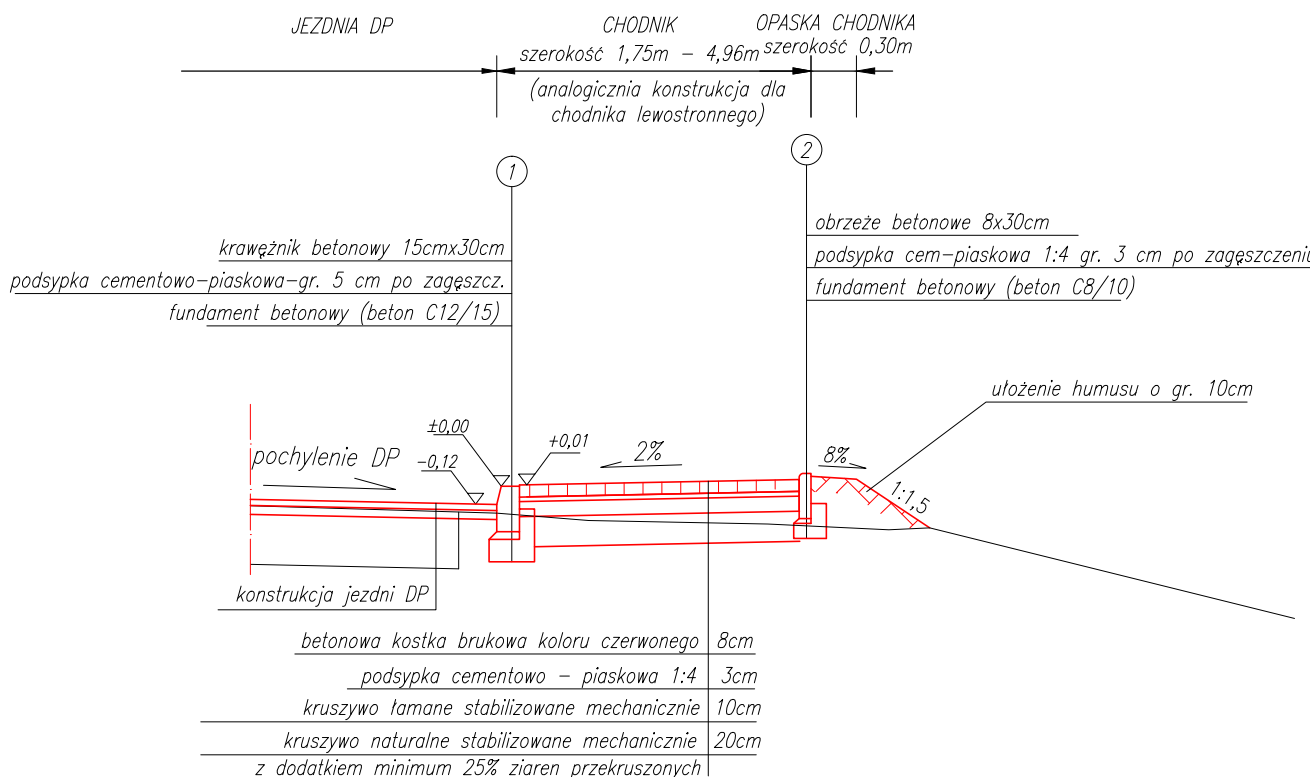 JEZDNIA DP
CHODNIK
szerokość 1,75m - 4,96m
(analogicznia konstrukcja dla
chodnika lewostronnego)
OPASKA CHODNIKA
szerokość 0,30m
1
2
krawężnik betonowy 15cmx30cm
podsypka cementowo-piaskowa-gr. 5 cm po zagęszcz.
fundament betonowy (beton C12/15)
obrzeże betonowe 8x30cm
podsypka cem-piaskowa 1:4 gr. 3 cm po zagęszczeniu
fundament betonowy (beton C8/10)
ułożenie humusu o gr. 10cm
±0,00
+0,01
-0,12
pochylenie DP
2%
8%
1:1,5
konstrukcja jezdni DP
betonowa kostka brukowa koloru czerwonego 8cm
podsypka cementowo - piaskowa 1:4 3cm
kruszywo łamane stabilizowane mechanicznie 10cm
kruszywo naturalne stabilizowane mechanicznie 20cm
z dodatkiem minimum 25% ziaren przekruszonych